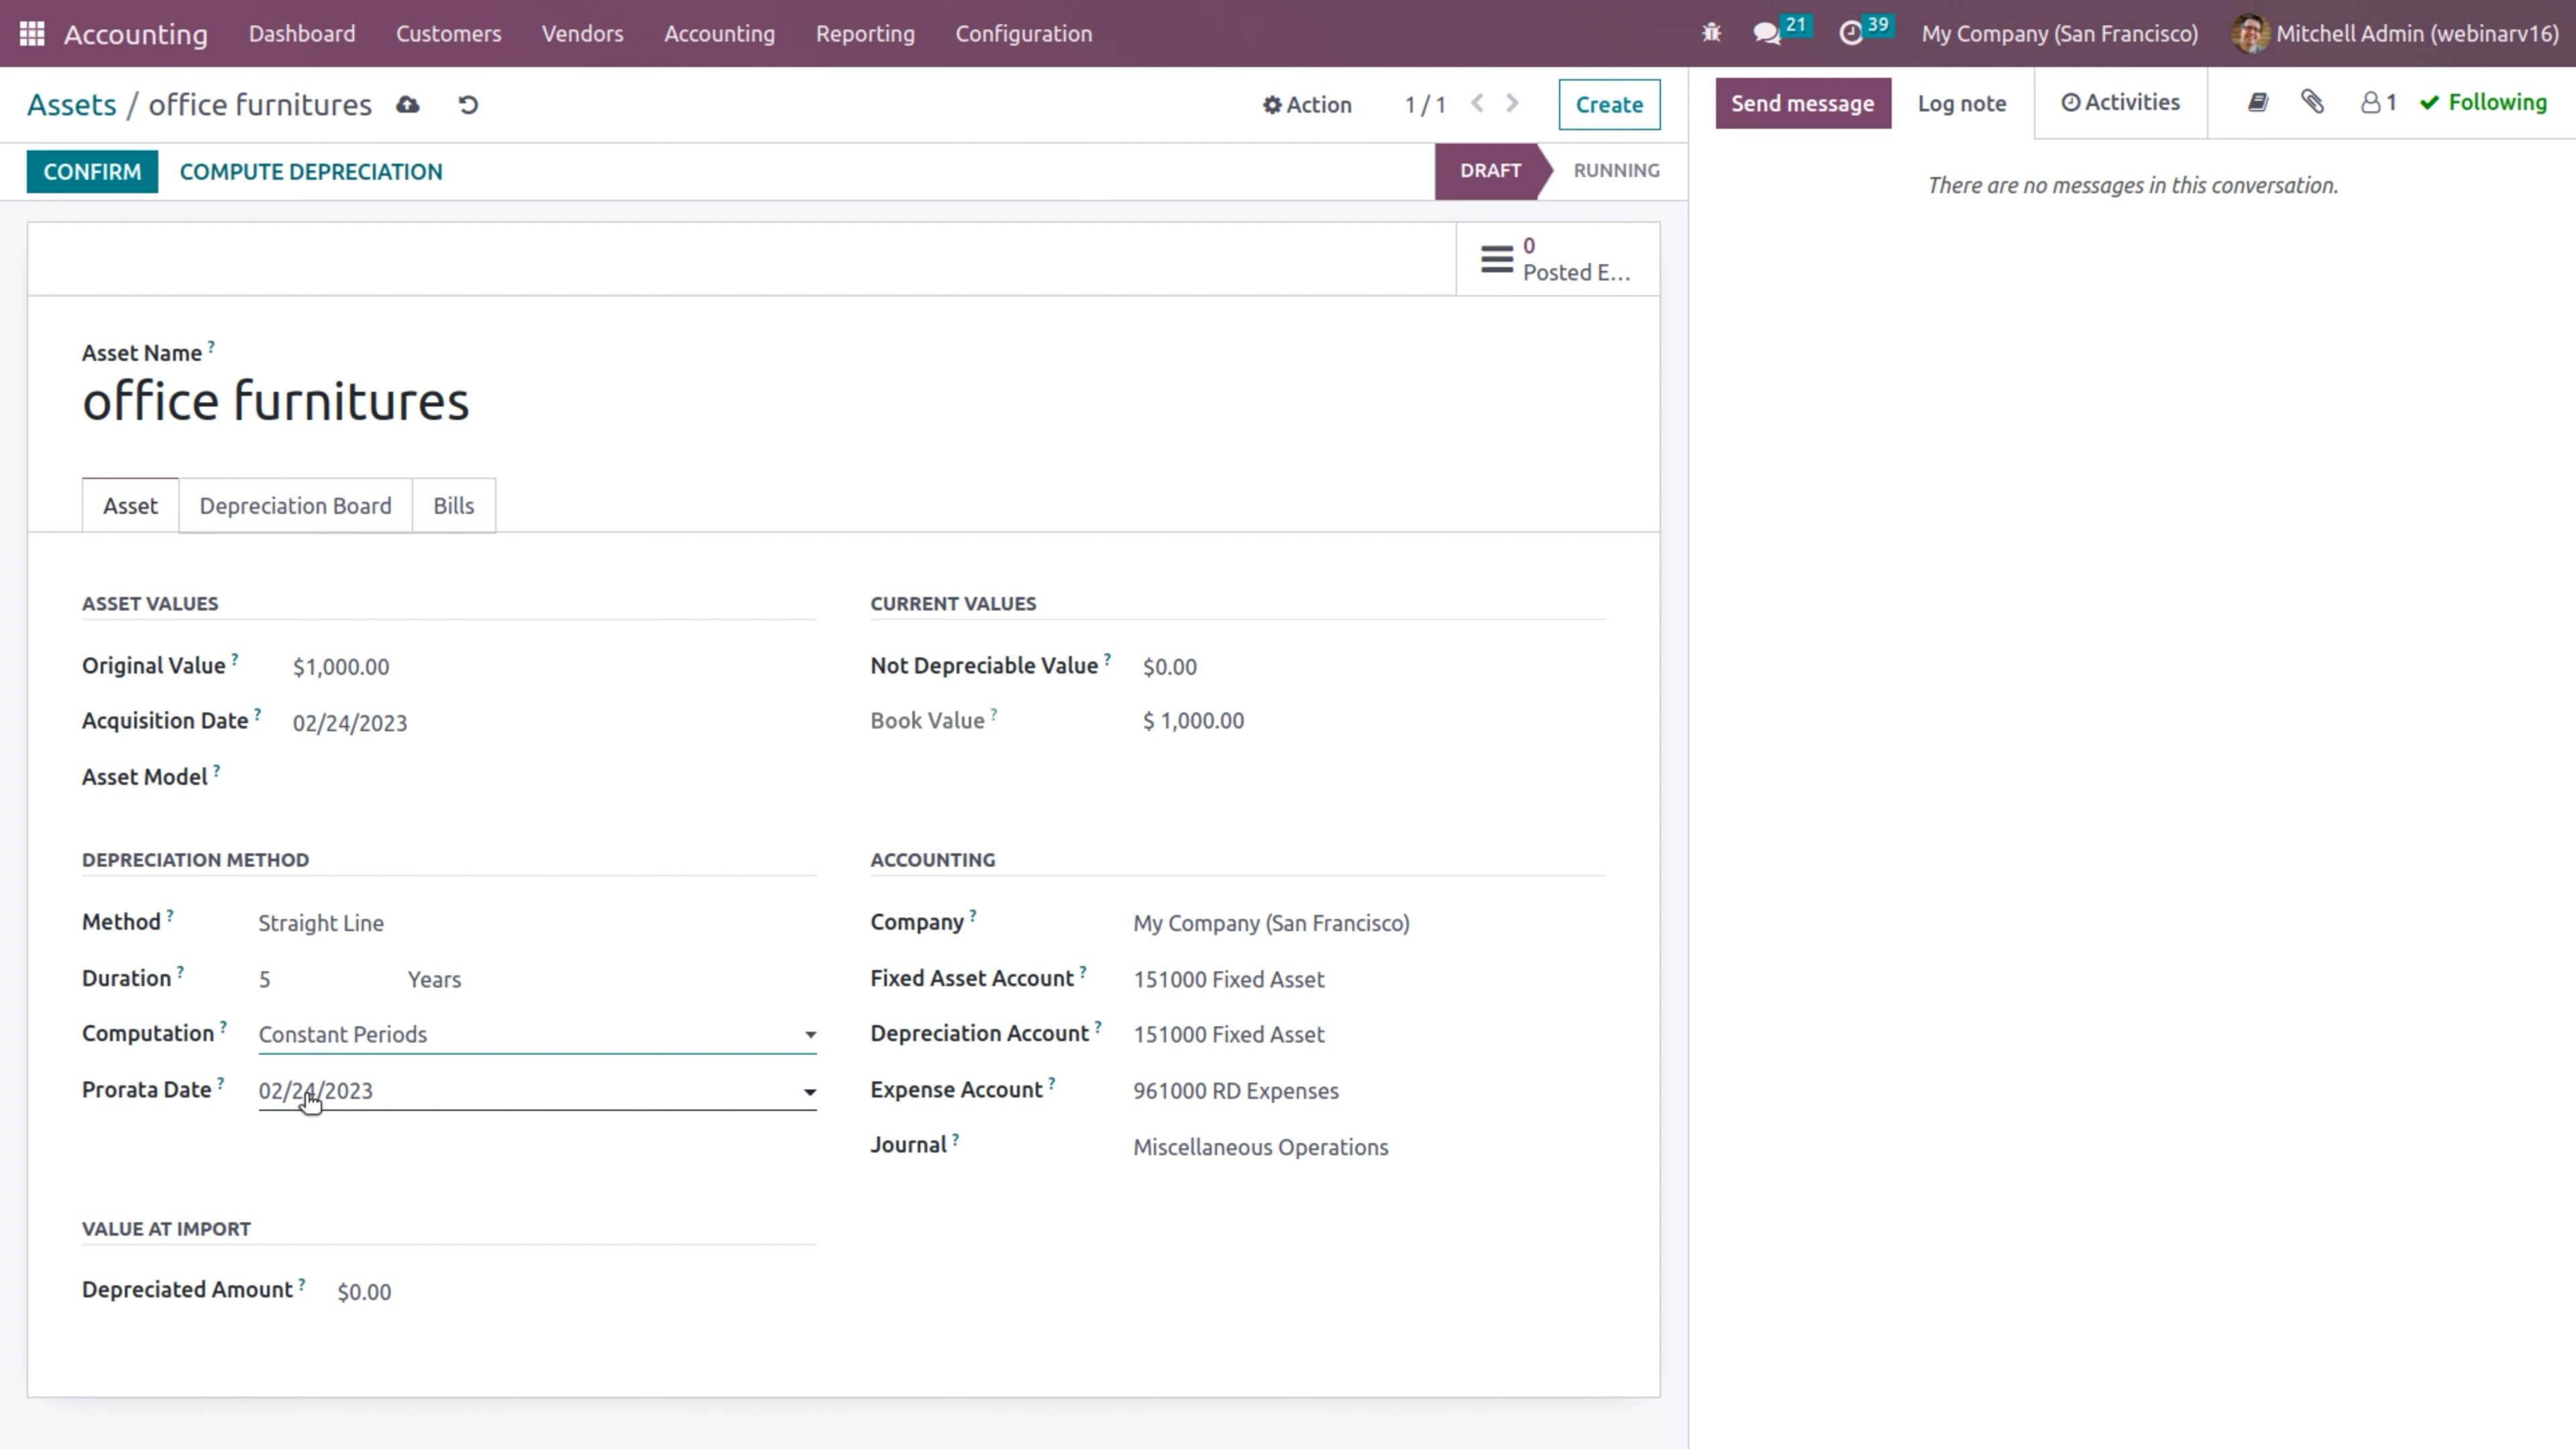 Accounting Dashboard Customers Vendors Accounting Reporting Configuration 21 39 My Company (San Francisco) Mitchell Admin (webinarv16)
Assets / office furnitures Action 1 / 1 Create Send message Log note Activities 1 Following
CONFIRM COMPUTE DEPRECIATION DRAFT RUNNING
There are no messages in this conversation.
0
Posted E...
Asset Name ?
office furnitures
Asset Depreciation Board Bills
ASSET VALUES CURRENT VALUES
Original Value ? $1,000.00 Not Depreciable Value ? $0.00
Acquisition Date ? 02/24/2023 Book Value ? $ 1,000.00
Asset Model ?
DEPRECIATION METHOD ACCOUNTING
Method ? Straight Line Company ? My Company (San Francisco)
Duration ? 5 Years Fixed Asset Account ? 151000 Fixed Asset
Computation ? Constant Periods Depreciation Account ? 151000 Fixed Asset
Prorata Date ? 02/24/2023 Expense Account ? 961000 RD Expenses
Journal ? Miscellaneous Operations
VALUE AT IMPORT
Depreciated Amount ? $0.00